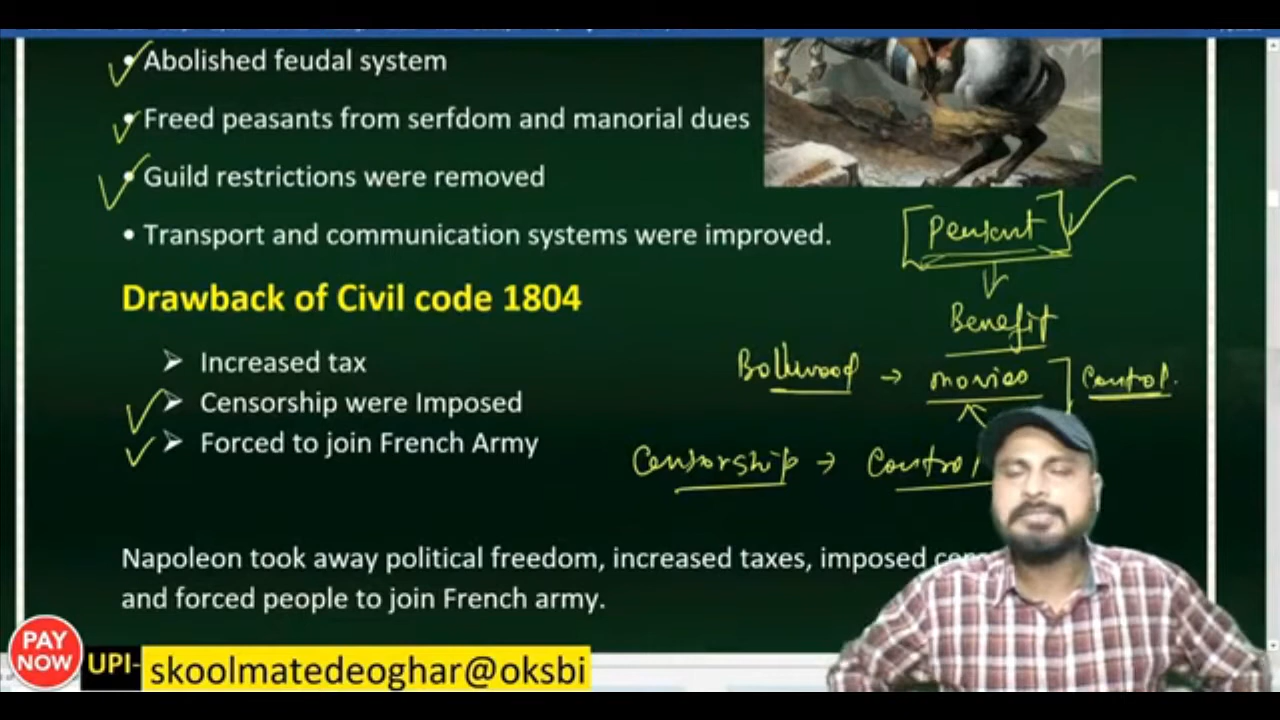 • Abolished feudal system
• Freed peasants from serfdom and manorial dues
• Guild restrictions were removed
• Transport and communication systems were improved.
Peasant
Benefit
Drawback of Civil code 1804
➢ Increased tax
➢ Censorship were Imposed
➢ Forced to join French Army
Bollywood → movies control.
Censorship → Control
Napoleon took away political freedom, increased taxes, imposed
and forced people to join French army.
PAY
NOW
UPI- skoolmatedeoghar@oksbi